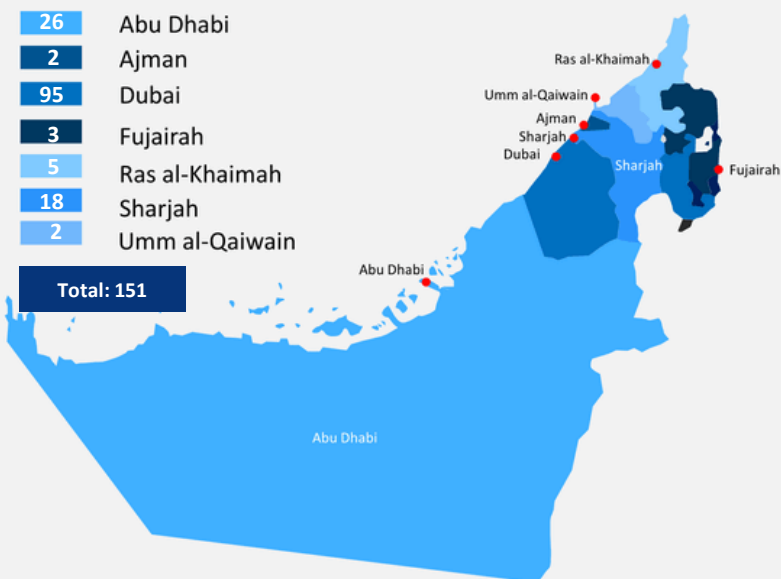 26 Abu Dhabi
2 Ajman
95 Dubai
3 Fujairah
5 Ras al-Khaimah
18 Sharjah
2 Umm al-Qaiwain
Total: 151
Ras al-Khaimah
Umm al-Qaiwain
Ajman
Sharjah
Dubai
Sharjah
Fujairah
Abu Dhabi
Abu Dhabi